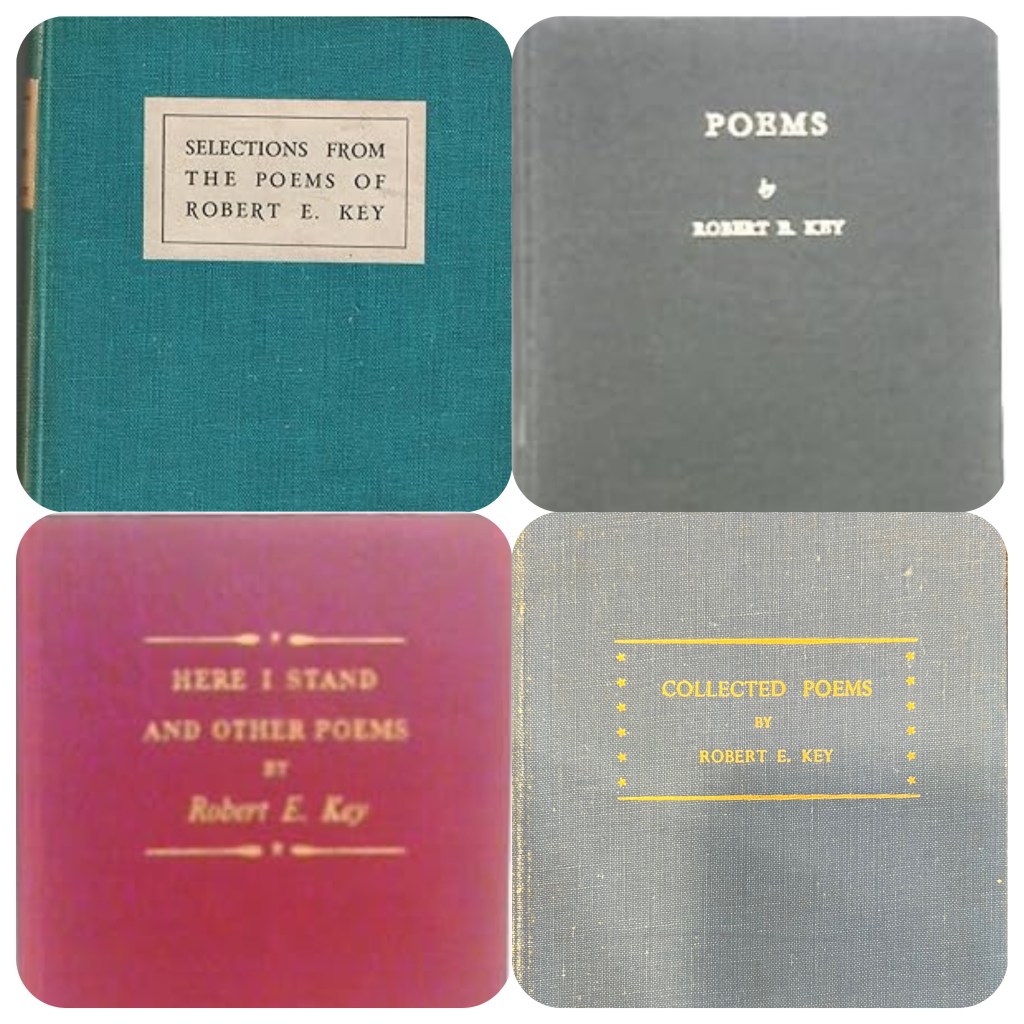 SELECTIONS FROM
THE POEMS OF
ROBERT E. KEY
POEMS
by
ROBERT R. KEY
HERE I STAND
AND OTHER POEMS
BY
Robert E. Key
COLLECTED POEMS
BY
ROBERT E. KEY